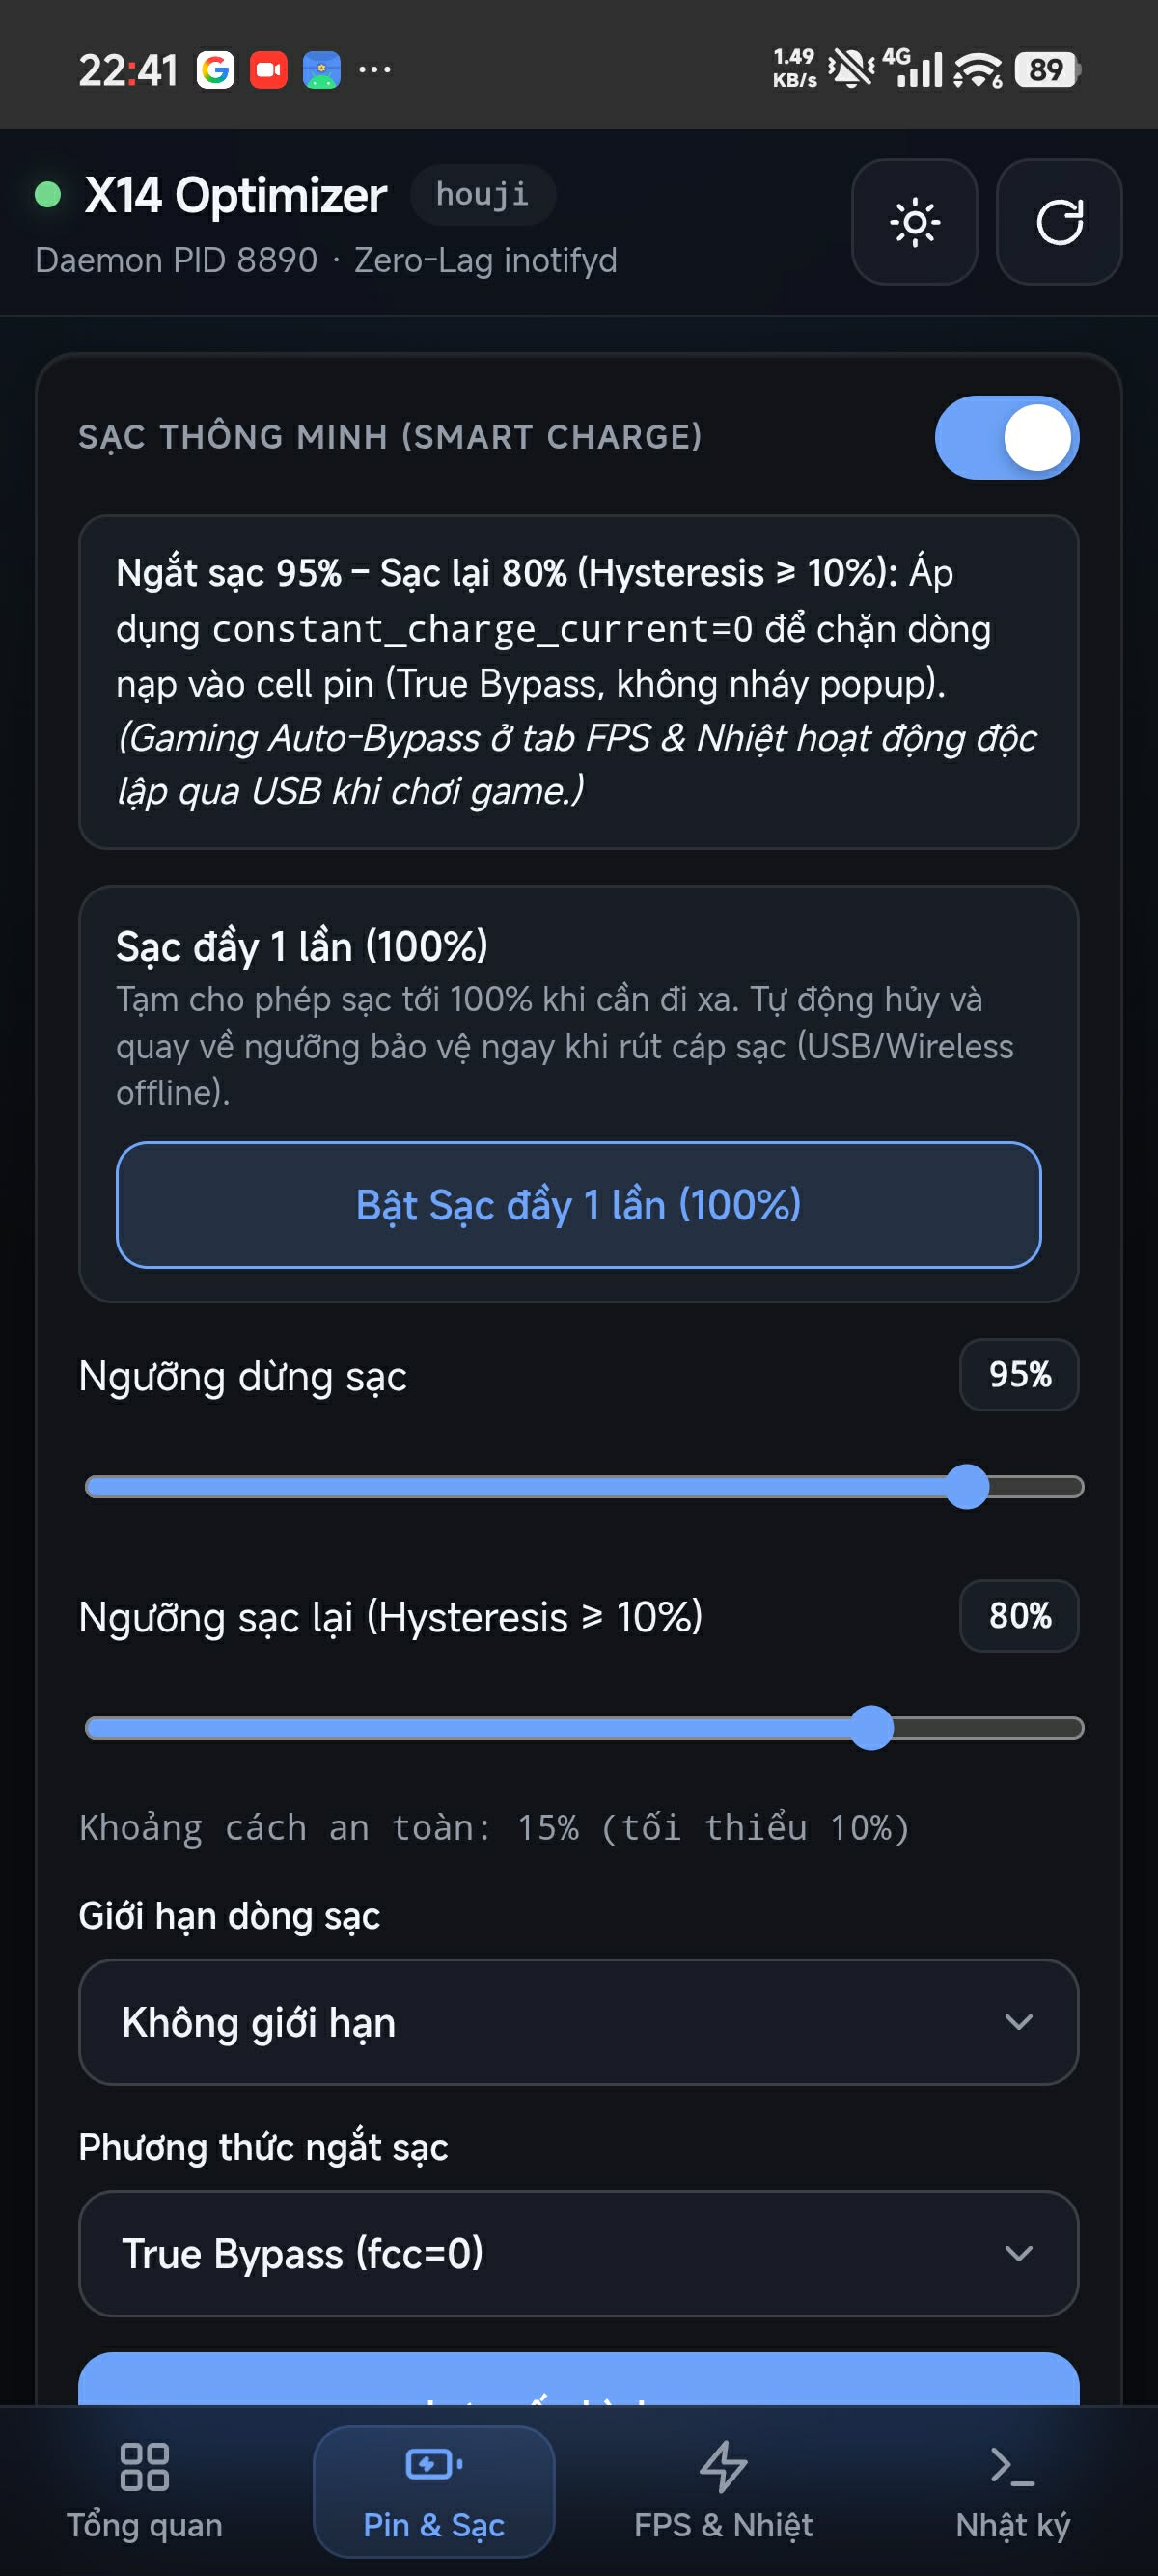 22:41
1.49
KB/s
4G
6
89
X14 Optimizer
houji
Daemon PID 8890 · Zero-Lag inotifyd
SẠC THÔNG MINH (SMART CHARGE)
Ngắt sạc 95% – Sạc lại 80% (Hysteresis ≥ 10%): Áp
dụng constant_charge_current=0 để chặn dòng
nạp vào cell pin (True Bypass, không nháy popup).
(Gaming Auto-Bypass ở tab FPS & Nhiệt hoạt động độc
lập qua USB khi chơi game.)
Sạc đầy 1 lần (100%)
Tạm cho phép sạc tới 100% khi cần đi xa. Tự động hủy và
quay về ngưỡng bảo vệ ngay khi rút cáp sạc (USB/Wireless
offline).
Bật Sạc đầy 1 lần (100%)
Ngưỡng dừng sạc
95%
Ngưỡng sạc lại (Hysteresis ≥ 10%)
80%
Khoảng cách an toàn: 15% (tối thiểu 10%)
Giới hạn dòng sạc
Không giới hạn
Phương thức ngắt sạc
True Bypass (fcc=0)
Tổng quan
Pin & Sạc
FPS & Nhiệt
Nhật ký